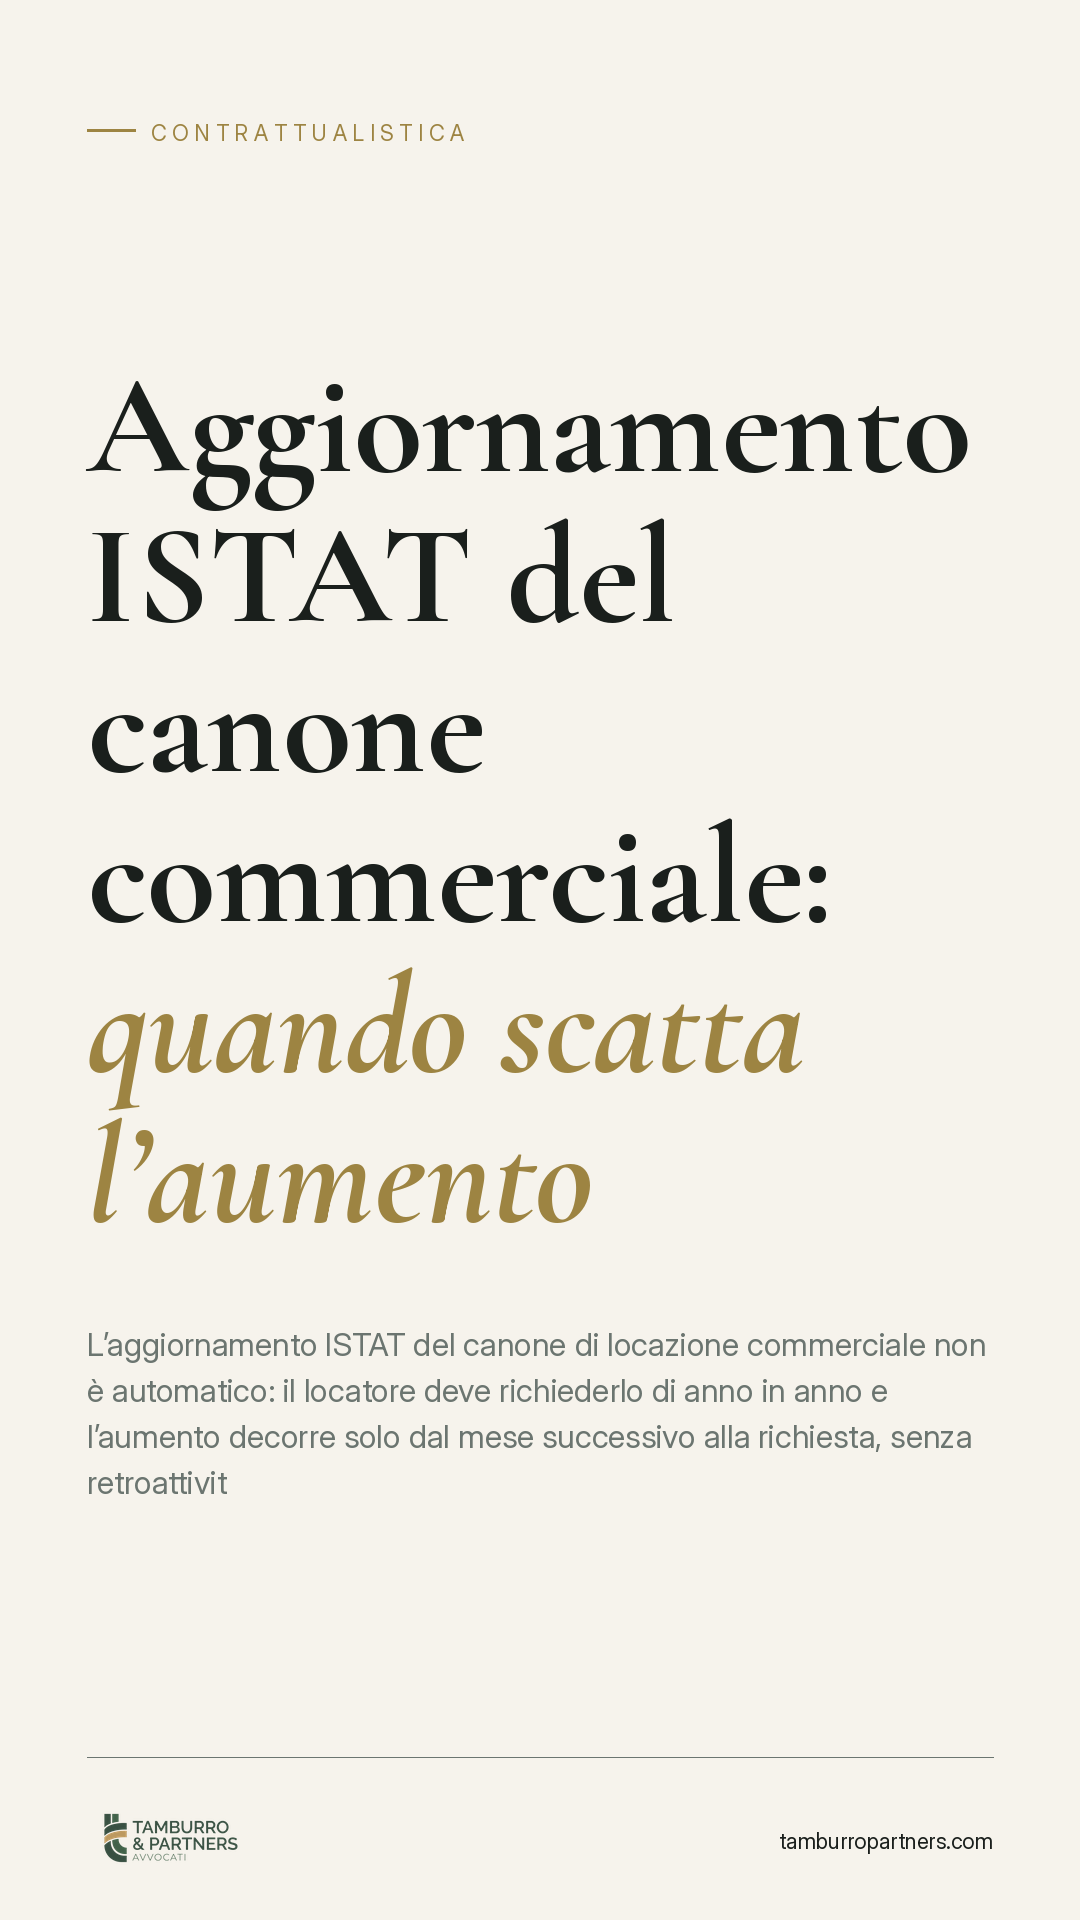 CONTRATTUALISTICA
Aggiornamento
ISTAT del
canone
commerciale:
quando scatta
l’aumento
L’aggiornamento ISTAT del canone di locazione commerciale non
è automatico: il locatore deve richiederlo di anno in anno e
l’aumento decorre solo dal mese successivo alla richiesta, senza
retroattivit
TAMBURRO
& PARTNERS
AVVOCATI
tamburropartners.com